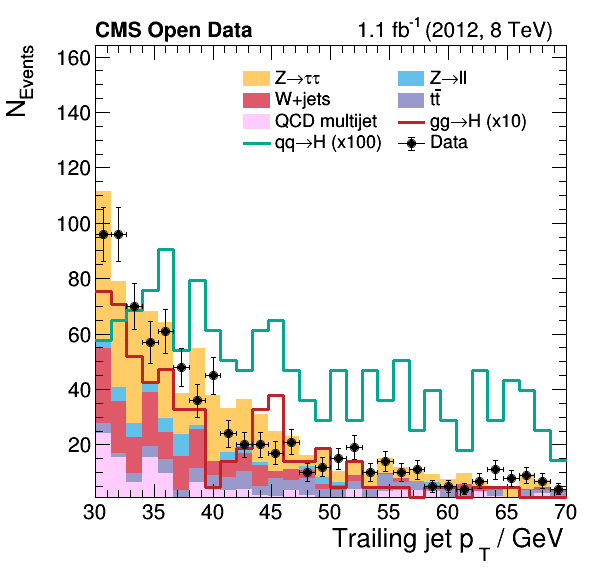 CMS Open Data 1.1 fb⁻¹ (2012, 8 TeV)
N_Events
160
140
120
100
80
60
40
20
Z→ττ Z→ll
W+jets tt̄
QCD multijet gg→H (x10)
qq→H (x100) Data
30 35 40 45 50 55 60 65 70
Trailing jet p_T / GeV